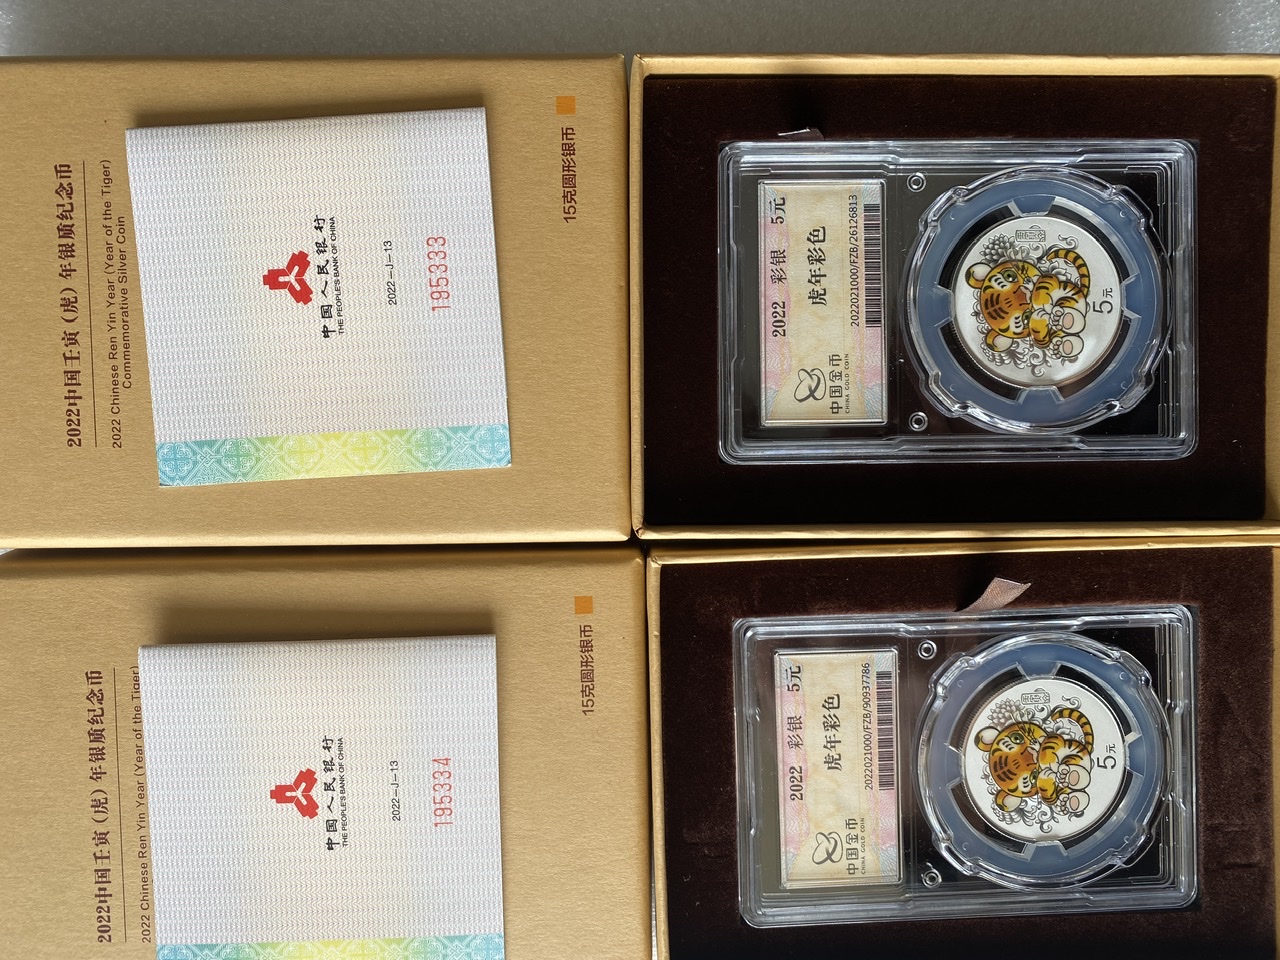 2022中国壬寅（虎）年银质纪念币
2022 Chinese Ren Yin Year (Year of the Tiger)
Commemorative Silver Coin
中国人民银行
THE PEOPLE'S BANK OF CHINA
2022-J-13
195333
15克圆形银币
2022 彩银 5元
虎年彩色
2022021000/FZB/26126813
中国金币
CHINA GOLD COIN
5元
2022中国壬寅（虎）年银质纪念币
2022 Chinese Ren Yin Year (Year of the Tiger)
中国人民银行
THE PEOPLE'S BANK OF CHINA
2022-J-13
195334
15克圆形银币
2022 彩银 5元
虎年彩色
2022021000/FZB/90937786
中国金币
CHINA GOLD COIN
5元